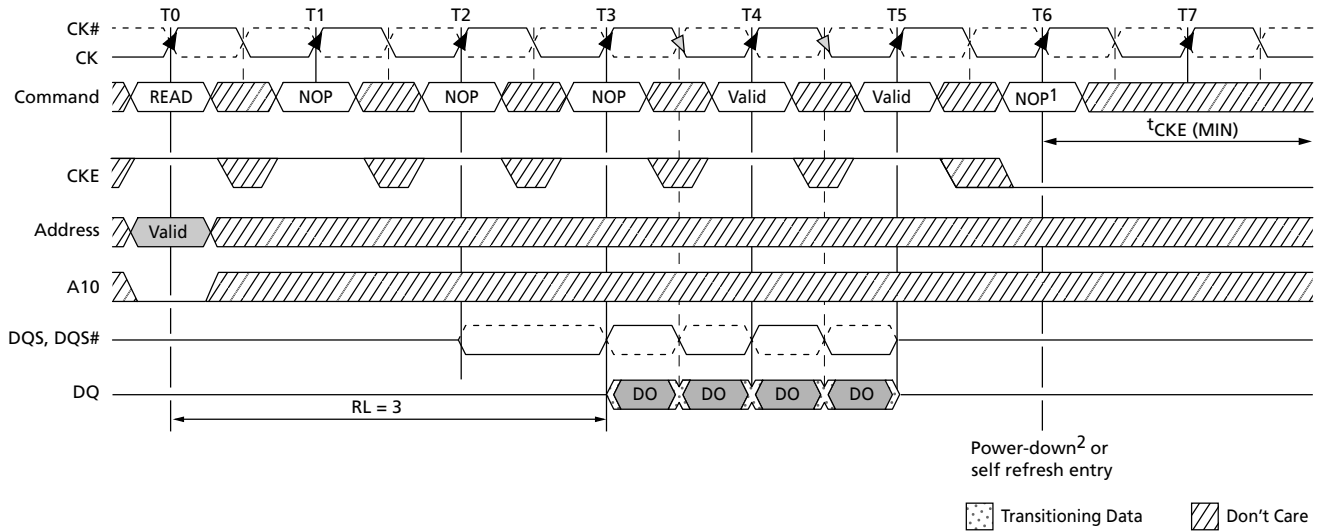 T0 T1 T2 T3 T4 T5 T6 T7
CK#
CK
Command READ NOP NOP NOP Valid Valid NOP1
tCKE (MIN)
CKE
Address Valid
A10
DQS, DQS#
DQ DO DO DO DO
RL = 3
Power-down2 or
self refresh entry
Transitioning Data Don't Care